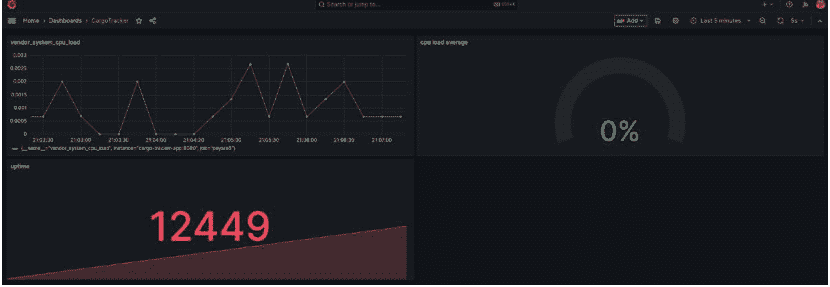 Search or jump to...
Home > Dashboards > CargoTracker
Add
Last 5 minutes
5s
vendor_system_cpu_load
cpu load average
0.003
0.0025
0.002
0.0015
0.001
0.0005
0
21:02:30 21:03:00 21:03:30 21:04:00 21:04:30 21:05:00 21:05:30 21:06:00 21:06:30 21:07:00
0%
uptime
12449